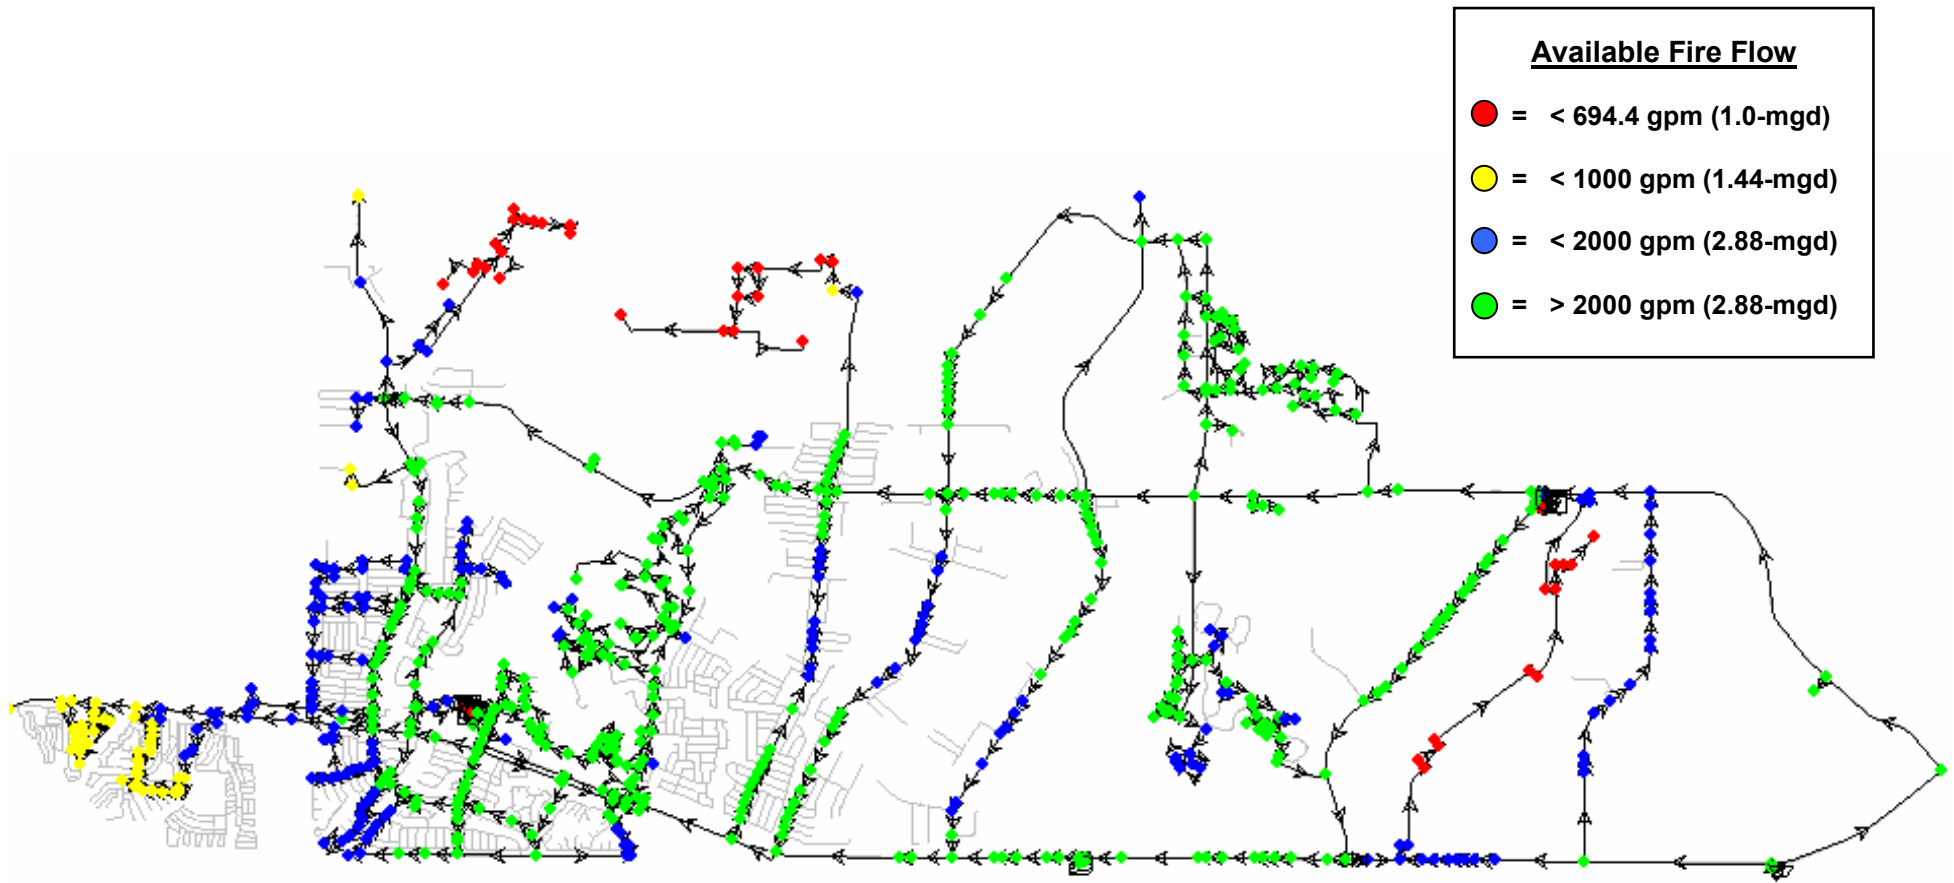 Available Fire Flow
= < 694.4 gpm (1.0-mgd)
= < 1000 gpm (1.44-mgd)
= < 2000 gpm (2.88-mgd)
= > 2000 gpm (2.88-mgd)